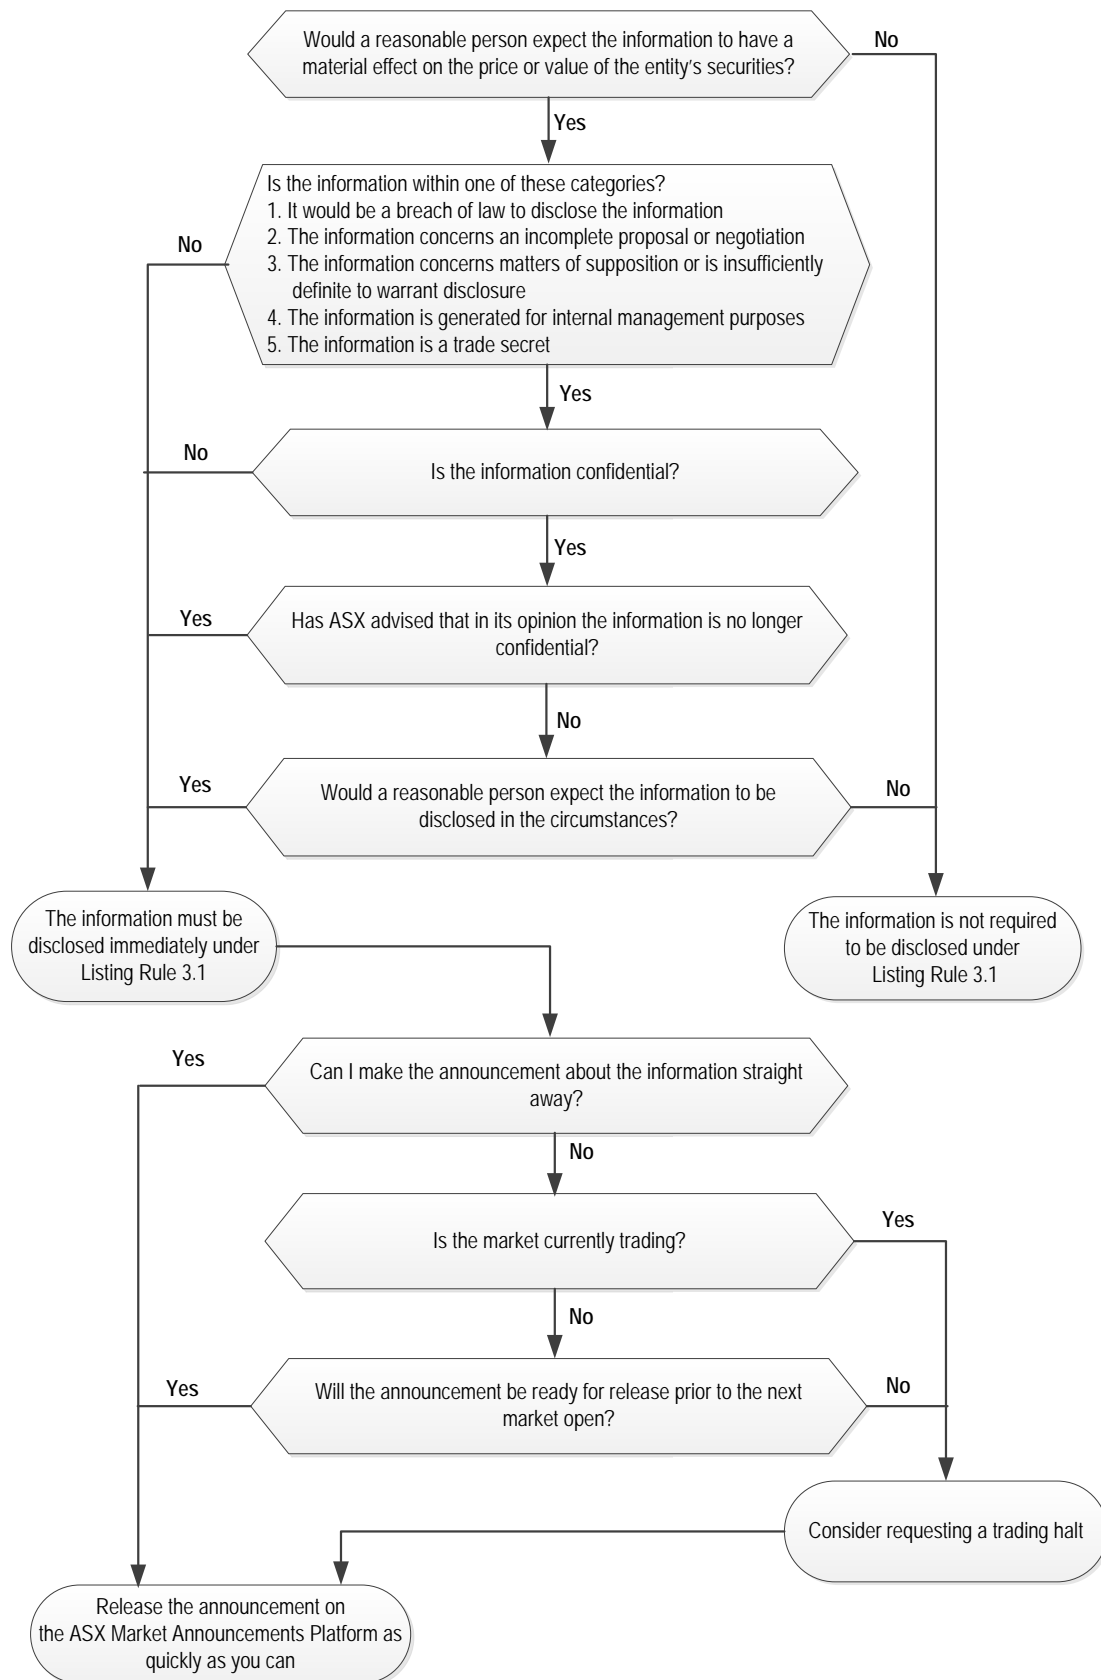 Would a reasonable person expect the information to have a
material effect on the price or value of the entity's securities?
No
Yes
Is the information within one of these categories?
1. It would be a breach of law to disclose the information
2. The information concerns an incomplete proposal or negotiation
3. The information concerns matters of supposition or is insufficiently
definite to warrant disclosure
4. The information is generated for internal management purposes
5. The information is a trade secret
No
Yes
No
Is the information confidential?
Yes
Yes
Has ASX advised that in its opinion the information is no longer
confidential?
No
Yes
Would a reasonable person expect the information to be
disclosed in the circumstances?
No
The information must be
disclosed immediately under
Listing Rule 3.1
The information is not required
to be disclosed under
Listing Rule 3.1
Yes
Can I make the announcement about the information straight
away?
No
Is the market currently trading?
Yes
No
Yes
Will the announcement be ready for release prior to the next
market open?
No
Consider requesting a trading halt
Release the announcement on
the ASX Market Announcements Platform as
quickly as you can